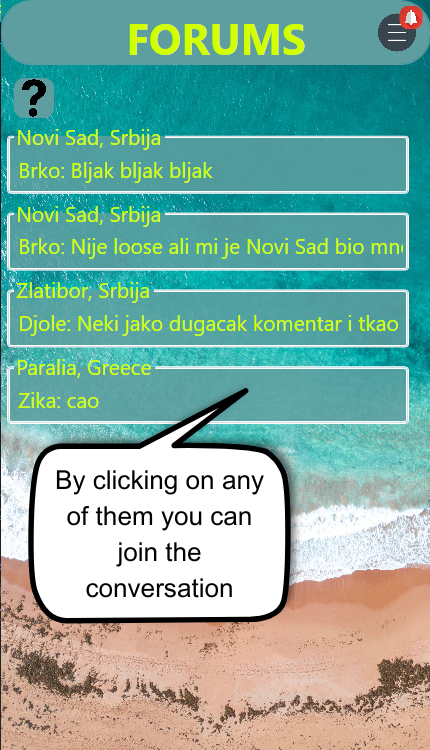 FORUMS
?
Novi Sad, Srbija
Brko: Bljak bljak bljak
Novi Sad, Srbija
Brko: Nije loose ali mi je Novi Sad bio
Zlatibor, Srbija
Djole: Neki jako dugacak komentar i tkao
Paralia, Greece
Zika: cao
By clicking on any
of them you can
join the
conversation